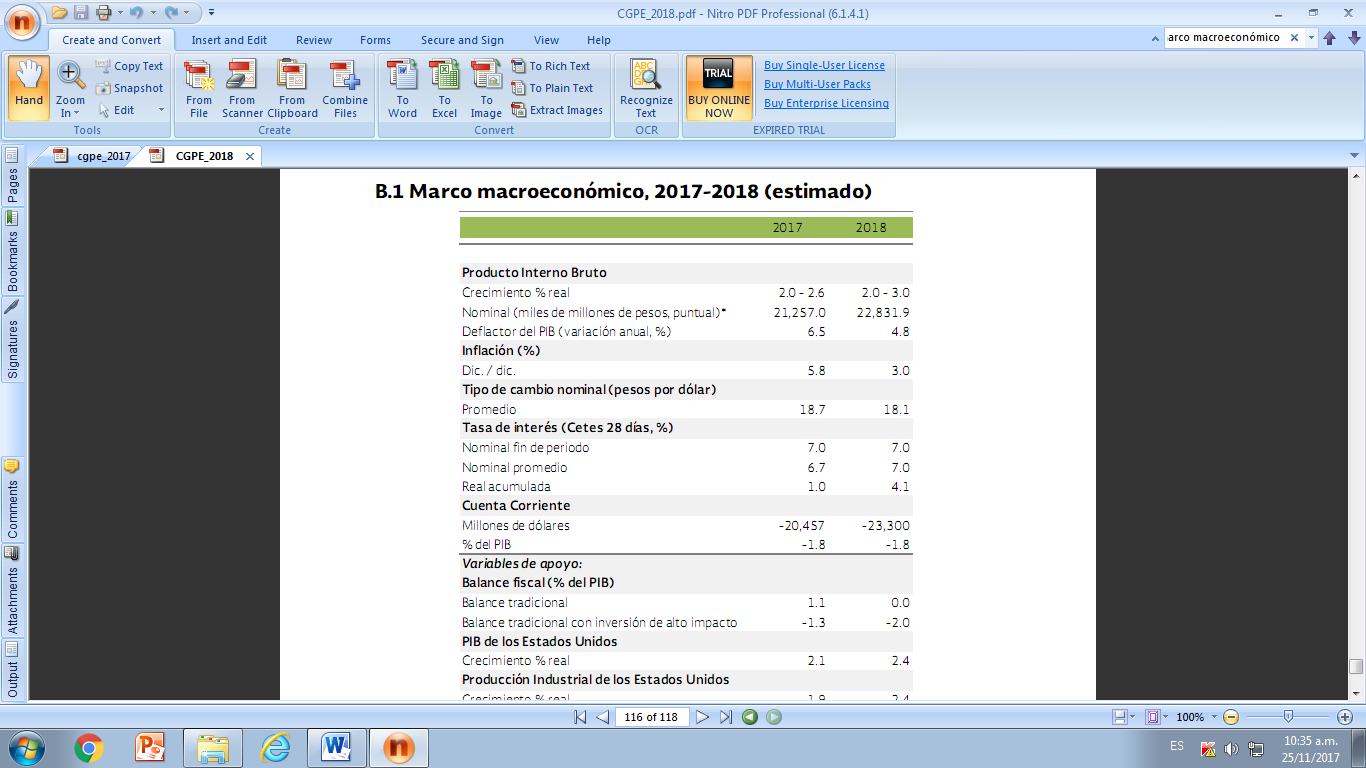 CGPE_2018.pdf - Nitro PDF Professional (6.1.4.1)
Create and Convert Insert and Edit Review Forms Secure and Sign View Help
arco macroeconómico
Hand
Zoom In
Copy Text
Snapshot
Edit
Tools
From File
From Scanner
From Clipboard
Combine Files
Create
To Word
To Excel
To Image
To Rich Text
To Plain Text
Extract Images
Convert
Recognize Text
OCR
TRIAL
BUY ONLINE NOW
Buy Single-User License
Buy Multi-User Packs
Buy Enterprise Licensing
EXPIRED TRIAL
cgpe_2017 CGPE_2018
Pages
Bookmarks
Signatures
Comments
Attachments
Output
B.1 Marco macroeconómico, 2017-2018 (estimado)
2017 2018
Producto Interno Bruto
Crecimiento % real 2.0 - 2.6 2.0 - 3.0
Nominal (miles de millones de pesos, puntual)* 21,257.0 22,831.9
Deflactor del PIB (variación anual, %) 6.5 4.8
Inflación (%)
Dic. / dic. 5.8 3.0
Tipo de cambio nominal (pesos por dólar)
Promedio 18.7 18.1
Tasa de interés (Cetes 28 días, %)
Nominal fin de periodo 7.0 7.0
Nominal promedio 6.7 7.0
Real acumulada 1.0 4.1
Cuenta Corriente
Millones de dólares -20,457 -23,300
% del PIB -1.8 -1.8
Variables de apoyo:
Balance fiscal (% del PIB)
Balance tradicional 1.1 0.0
Balance tradicional con inversión de alto impacto -1.3 -2.0
PIB de los Estados Unidos
Crecimiento % real 2.1 2.4
Producción Industrial de los Estados Unidos
Crecimiento % real 1.9 2.4
116 of 118
100%
ES
10:35 a.m.
25/11/2017